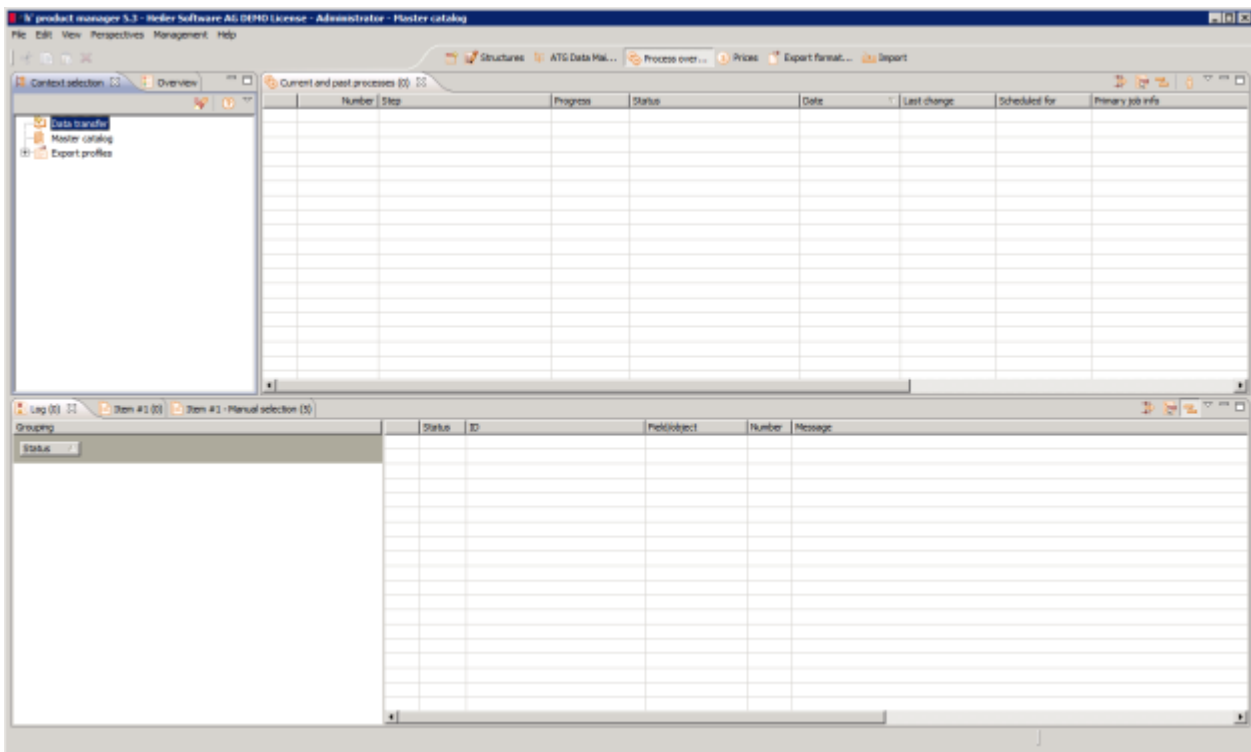 'h' product manager 5.3 - Heiler Software AG DEMO License - Administrator - Master catalog
File Edit View Perspectives Management Help
Structures ATG Data Mai... Process over... Prices Export format... Import
Context selection Overview Current and past processes (0)
Number Step Progress Status Date Last change Scheduled for Primary job info
Data transfer
Master catalog
Export profiles
Log (0) Item #1 (0) Item #1 - Manual selection (5)
Grouping Status ID Field/object Number Message
Status